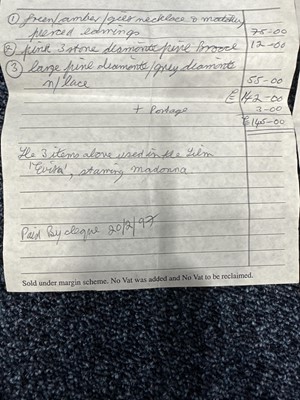 ① green/amber/gilt necklace & matching
pierced earrings 75-00
② pink 3 stone diamonte pink brooch 12-00
③ large pink diamonte/grey diamonte
n/lace 55-00
£ 142-00
+ Postage 3-00
£ 145-00
The 3 items above used in the film
"Evita", starring Madonna
Paid By cheque 20/2/97
Sold under margin scheme. No Vat was added and No Vat to be reclaimed.